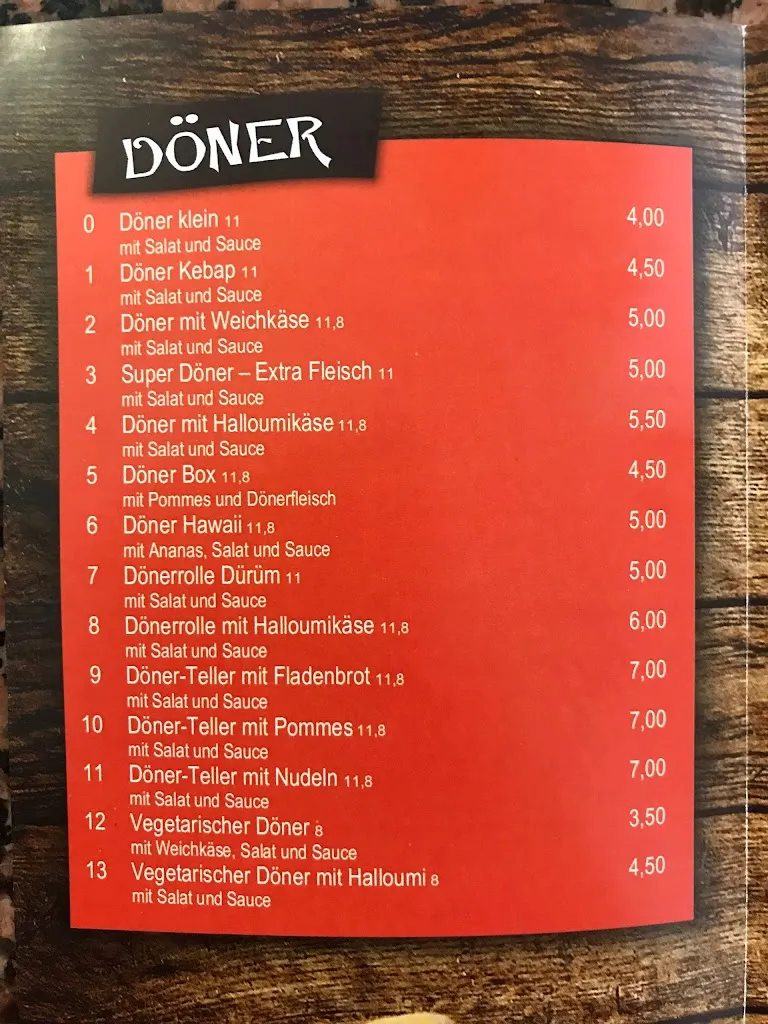 DÖNER
0 Döner klein 11 4,00
mit Salat und Sauce
1 Döner Kebap 11 4,50
mit Salat und Sauce
2 Döner mit Weichkäse 11,8 5,00
mit Salat und Sauce
3 Super Döner – Extra Fleisch 11 5,00
mit Salat und Sauce
4 Döner mit Halloumikäse 11,8 5,50
mit Salat und Sauce
5 Döner Box 11,8 4,50
mit Pommes und Dönerfleisch
6 Döner Hawaii 11,8 5,00
mit Ananas, Salat und Sauce
7 Dönerrolle Dürüm 11 5,00
mit Salat und Sauce
8 Dönerrolle mit Halloumikäse 11,8 6,00
mit Salat und Sauce
9 Döner-Teller mit Fladenbrot 11,8 7,00
mit Salat und Sauce
10 Döner-Teller mit Pommes 11,8 7,00
mit Salat und Sauce
11 Döner-Teller mit Nudeln 11,8 7,00
mit Salat und Sauce
12 Vegetarischer Döner 8 3,50
mit Weichkäse, Salat und Sauce
13 Vegetarischer Döner mit Halloumi 8 4,50
mit Salat und Sauce